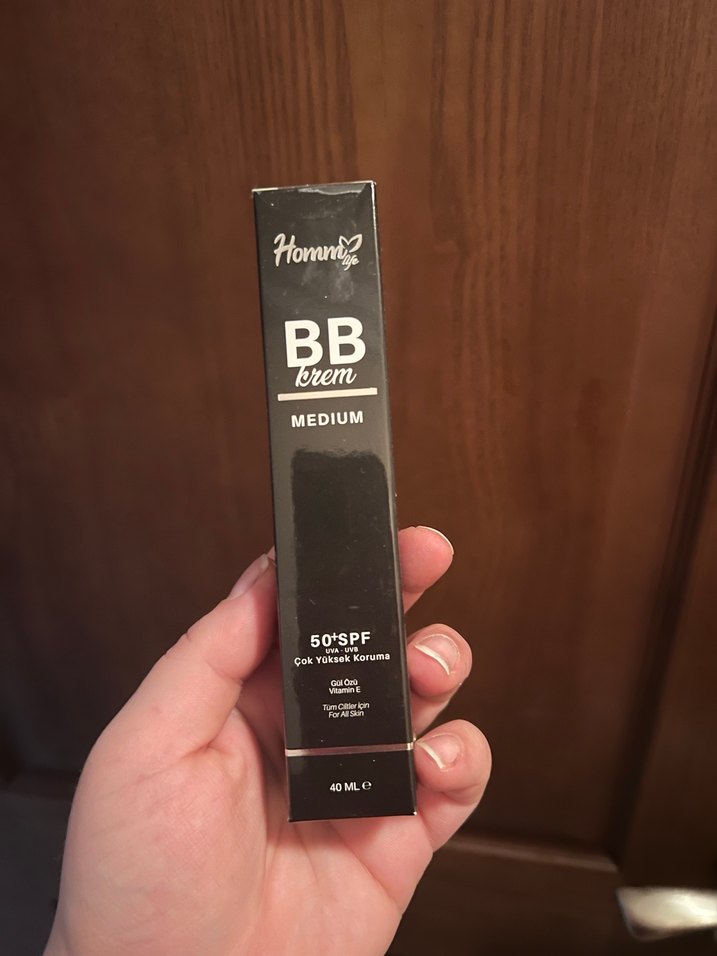 Homm life
BB
krem
MEDIUM
50+SPF
UVA - UVB
Çok Yüksek Koruma
Gül Özü
Vitamin E
Tüm Ciltler İçin
For All Skin
40 ML ℮